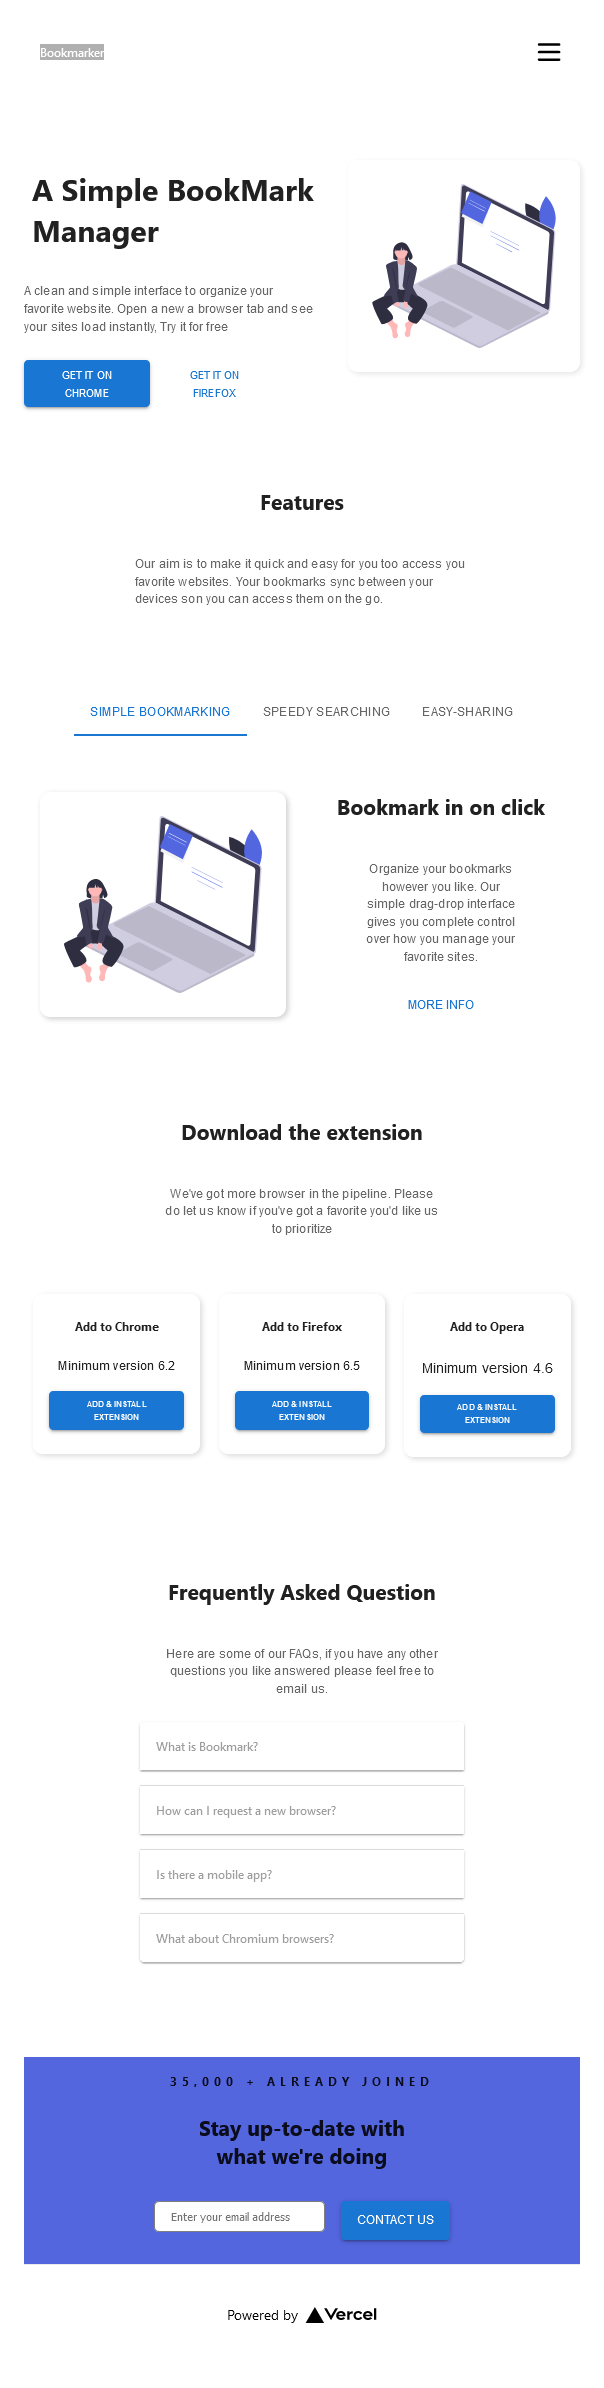 Bookmarker
A Simple BookMark
Manager
A clean and simple interface to organize your
favorite website. Open a new a browser tab and see
your sites load instantly, Try it for free
GET IT ON
CHROME
GET IT ON
FIREFOX
Features
Our aim is to make it quick and easy for you too access you
favorite websites. Your bookmarks sync between your
devices son you can access them on the go.
SIMPLE BOOKMARKING
SPEEDY SEARCHING
EASY-SHARING
Bookmark in on click
Organize your bookmarks
however you like. Our
simple drag-drop interface
gives you complete control
over how you manage your
favorite sites.
MORE INFO
Download the extension
We've got more browser in the pipeline. Please
do let us know if you've got a favorite you'd like us
to prioritize
Add to Chrome
Minimum version 6.2
ADD & INSTALL
EXTENSION
Add to Firefox
Minimum version 6.5
ADD & INSTALL
EXTENSION
Add to Opera
Minimum version 4.6
ADD & INSTALL
EXTENSION
Frequently Asked Question
Here are some of our FAQs, if you have any other
questions you like answered please feel free to
email us.
What is Bookmark?
How can I request a new browser?
Is there a mobile app?
What about Chromium browsers?
35,000 + ALREADY JOINED
Stay up-to-date with
what we're doing
Enter your email address
CONTACT US
Powered by Vercel